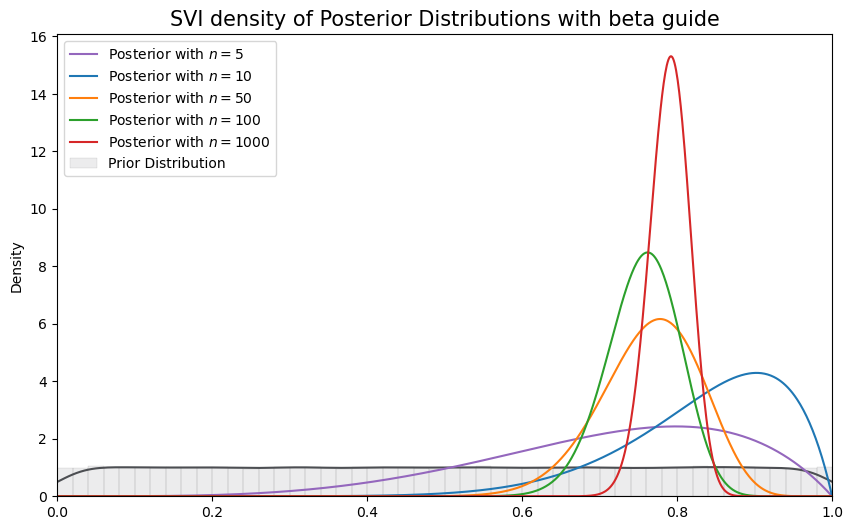 SVI density of Posterior Distributions with beta guide
Posterior with n = 5
Posterior with n = 10
Posterior with n = 50
Posterior with n = 100
Posterior with n = 1000
Prior Distribution
Density
16
14
12
10
8
6
4
2
0
0.0 0.2 0.4 0.6 0.8 1.0